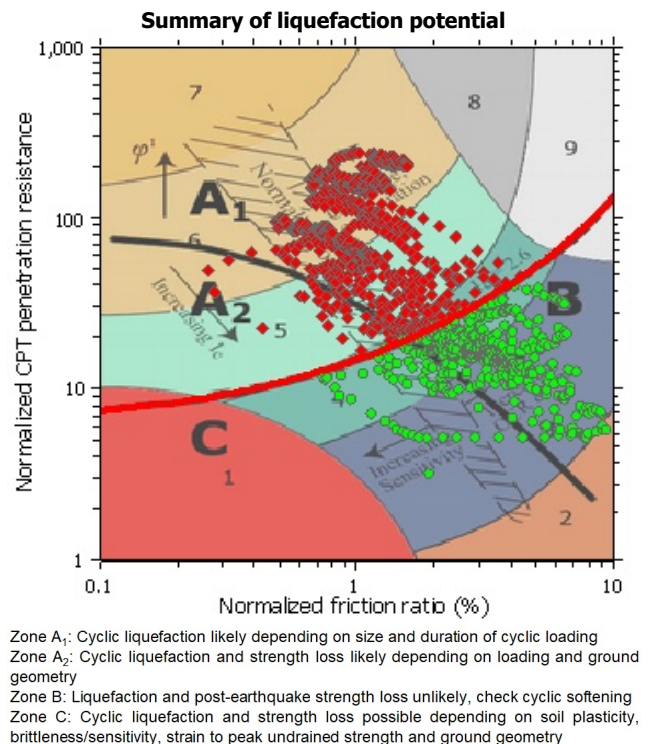 Summary of liquefaction potential
1,000
7
8
9
φ'
A1
100
6
2.6
B
A2
Increasing Ic
5
10
C
Increasing
Sensitivity
1
2
1
0.1
1
10
Normalized CPT penetration resistance
Normalized friction ratio (%)
Zone A1: Cyclic liquefaction likely depending on size and duration of cyclic loading
Zone A2: Cyclic liquefaction and strength loss likely depending on loading and ground
geometry
Zone B: Liquefaction and post-earthquake strength loss unlikely, check cyclic softening
Zone C: Cyclic liquefaction and strength loss possible depending on soil plasticity,
brittleness/sensitivity, strain to peak undrained strength and ground geometry